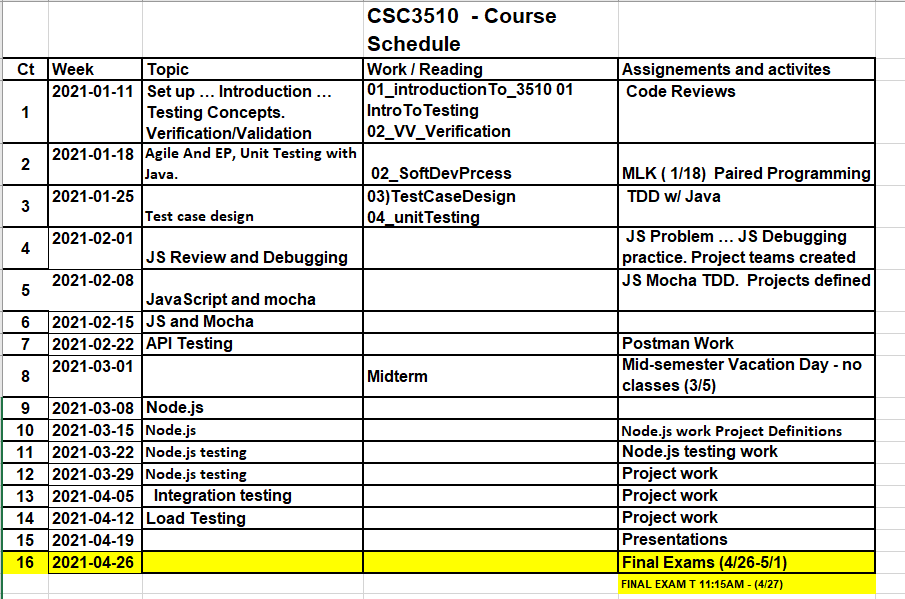 CSC3510 - Course
Schedule
Ct Week Topic Work / Reading Assignements and activites
1 2021-01-11 Set up … Introduction …
Testing Concepts.
Verification/Validation
01_introductionTo_3510 01
IntroToTesting
02_VV_Verification
Code Reviews
2 2021-01-18 Agile And EP, Unit Testing with
Java.
02_SoftDevPrcess
MLK ( 1/18) Paired Programming
3 2021-01-25
Test case design
03)TestCaseDesign
04_unitTesting
TDD w/ Java
4 2021-02-01
JS Review and Debugging
JS Problem … JS Debugging
practice. Project teams created
5 2021-02-08
JavaScript and mocha
JS Mocha TDD. Projects defined
6 2021-02-15 JS and Mocha
7 2021-02-22 API Testing Postman Work
8 2021-03-01
Midterm
Mid-semester Vacation Day - no
classes (3/5)
9 2021-03-08 Node.js
10 2021-03-15 Node.js Node.js work Project Definitions
11 2021-03-22 Node.js testing Node.js testing work
12 2021-03-29 Node.js testing Project work
13 2021-04-05 Integration testing Project work
14 2021-04-12 Load Testing Project work
15 2021-04-19 Presentations
16 2021-04-26 Final Exams (4/26-5/1)
FINAL EXAM T 11:15AM - (4/27)